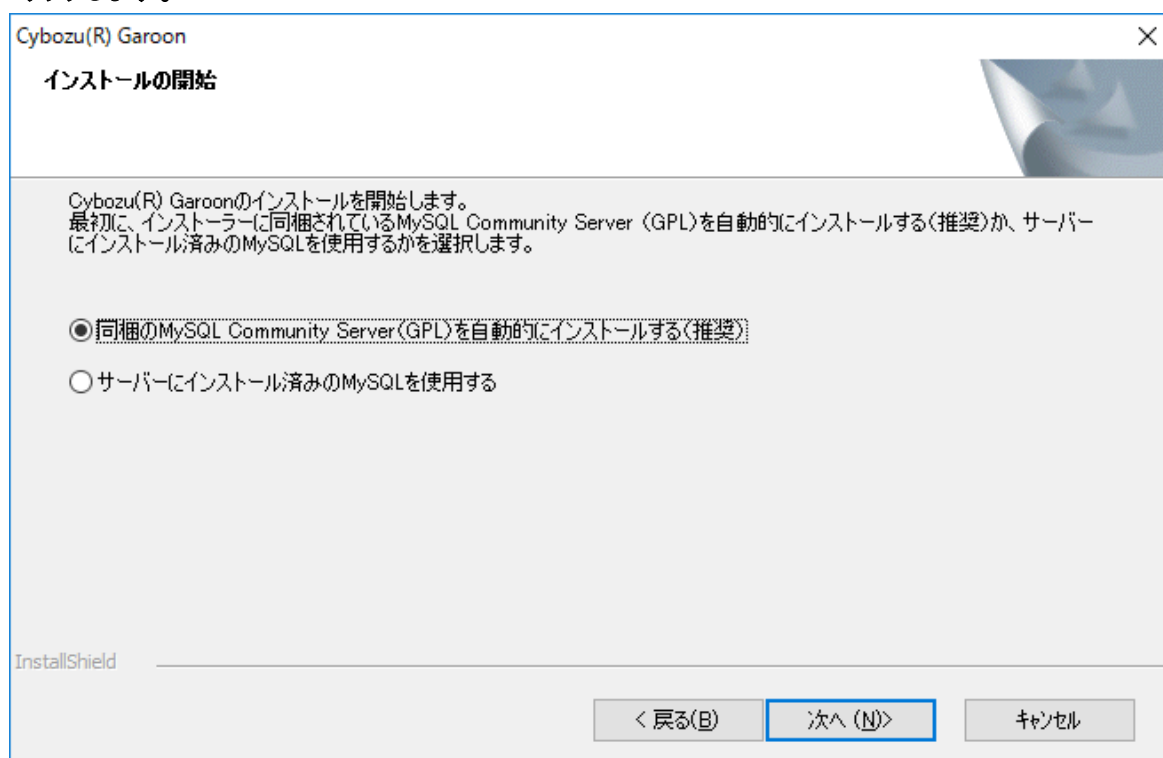 Cybozu(R) Garoon
インストールの開始
Cybozu(R) Garoonのインストールを開始します。
最初に、インストーラーに同梱されているMySQL Community Server (GPL)を自動的にインストールする(推奨)か、サーバー
にインストール済みのMySQLを使用するかを選択します。
同梱のMySQL Community Server(GPL)を自動的にインストールする(推奨)
サーバーにインストール済みのMySQLを使用する
InstallShield
< 戻る(B)
次へ (N)>
キャンセル